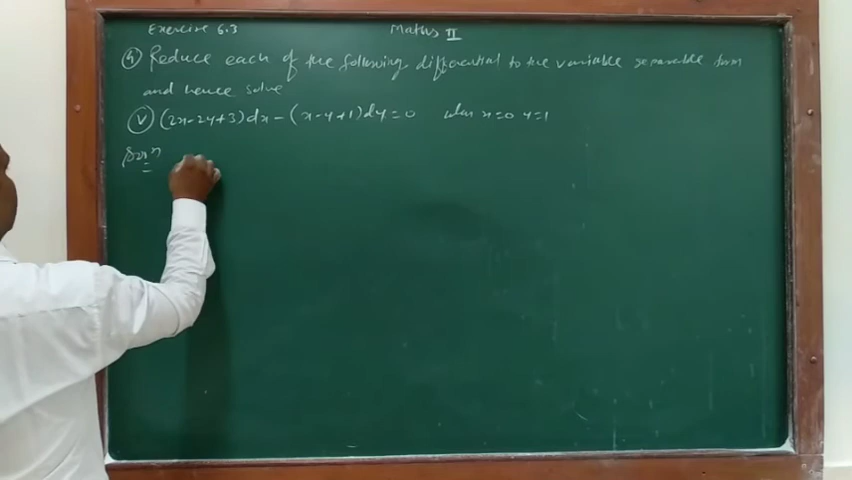 Exercise 6.3 Maths II
④ Reduce each of the following differential to the variable separable form
and hence solve
Ⓥ (2x-2y+3)dx-(x-y+1)dy=0 when x=0 y=1
Solⁿ